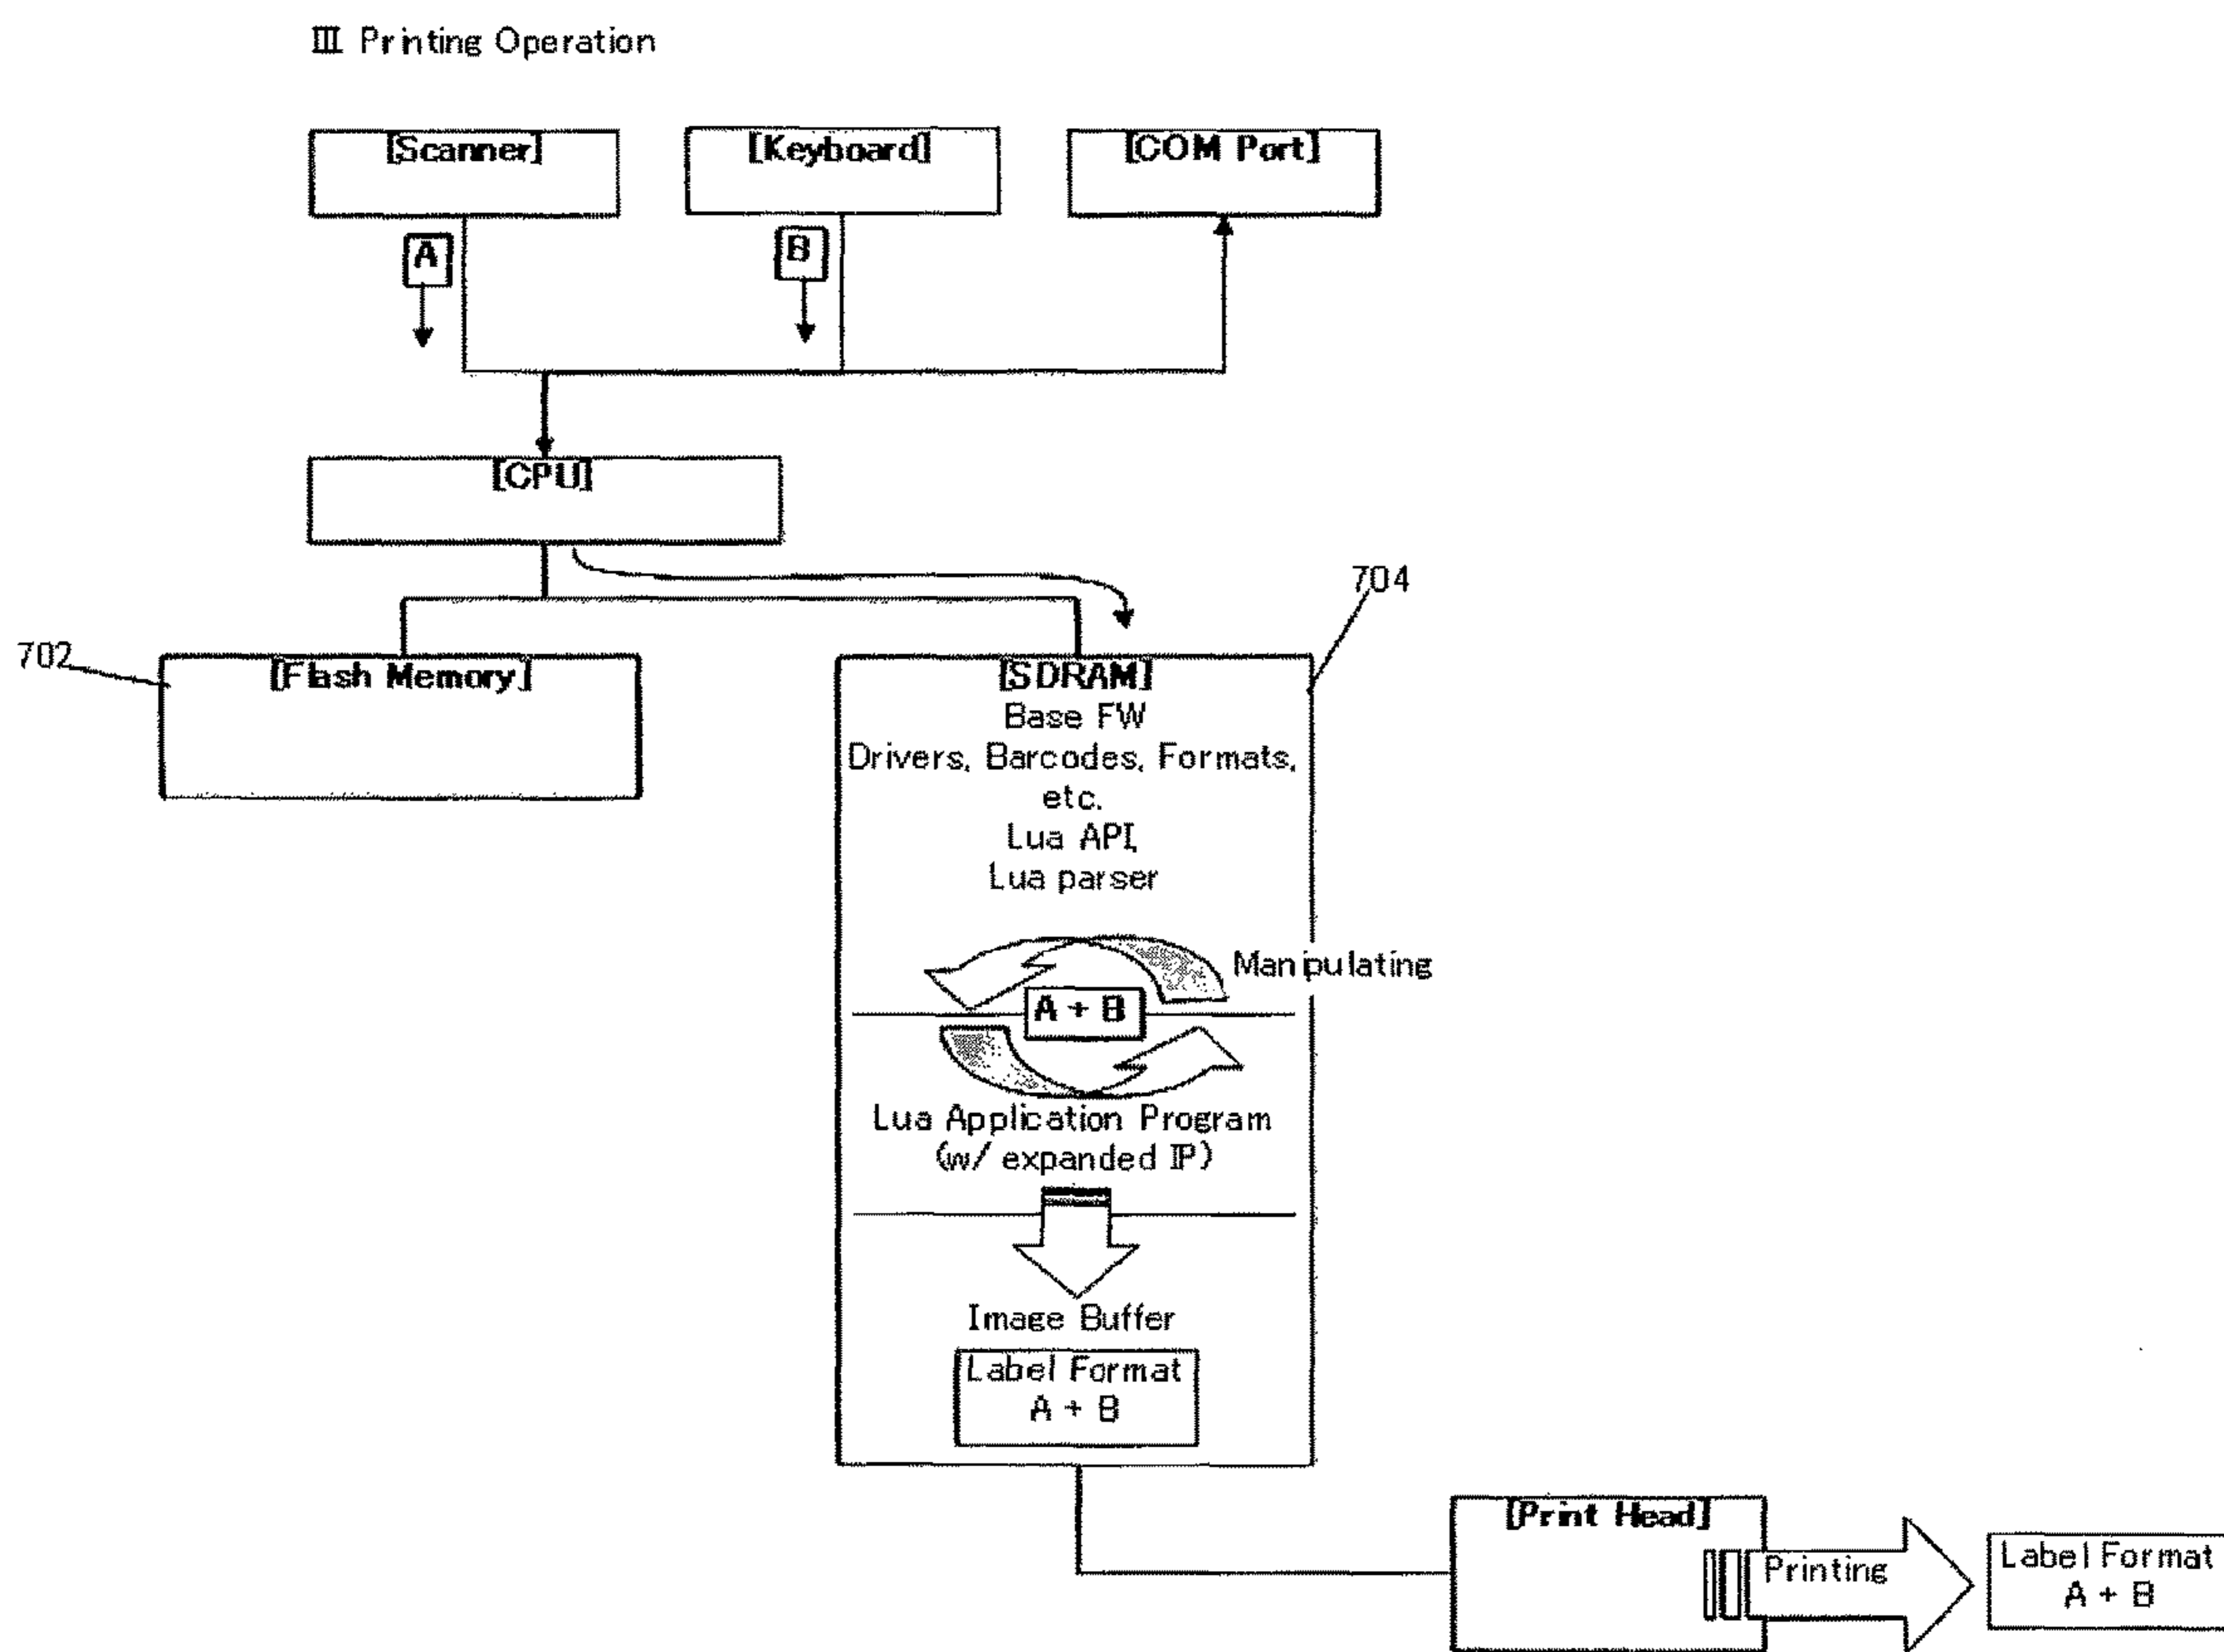 III Printing Operation
[Scanner]
[Keyboard]
[COM Port]
A
B
[CPU]
704
702
[Flash Memory]
[SDRAM]
Base FW
Drivers, Barcodes, Formats,
etc.
Lua API,
Lua parser
Manipulating
A + B
Lua Application Program
(w/ expanded IP)
Image Buffer
Label Format
A + B
[Print Head]
Printing
Label Format
A + B